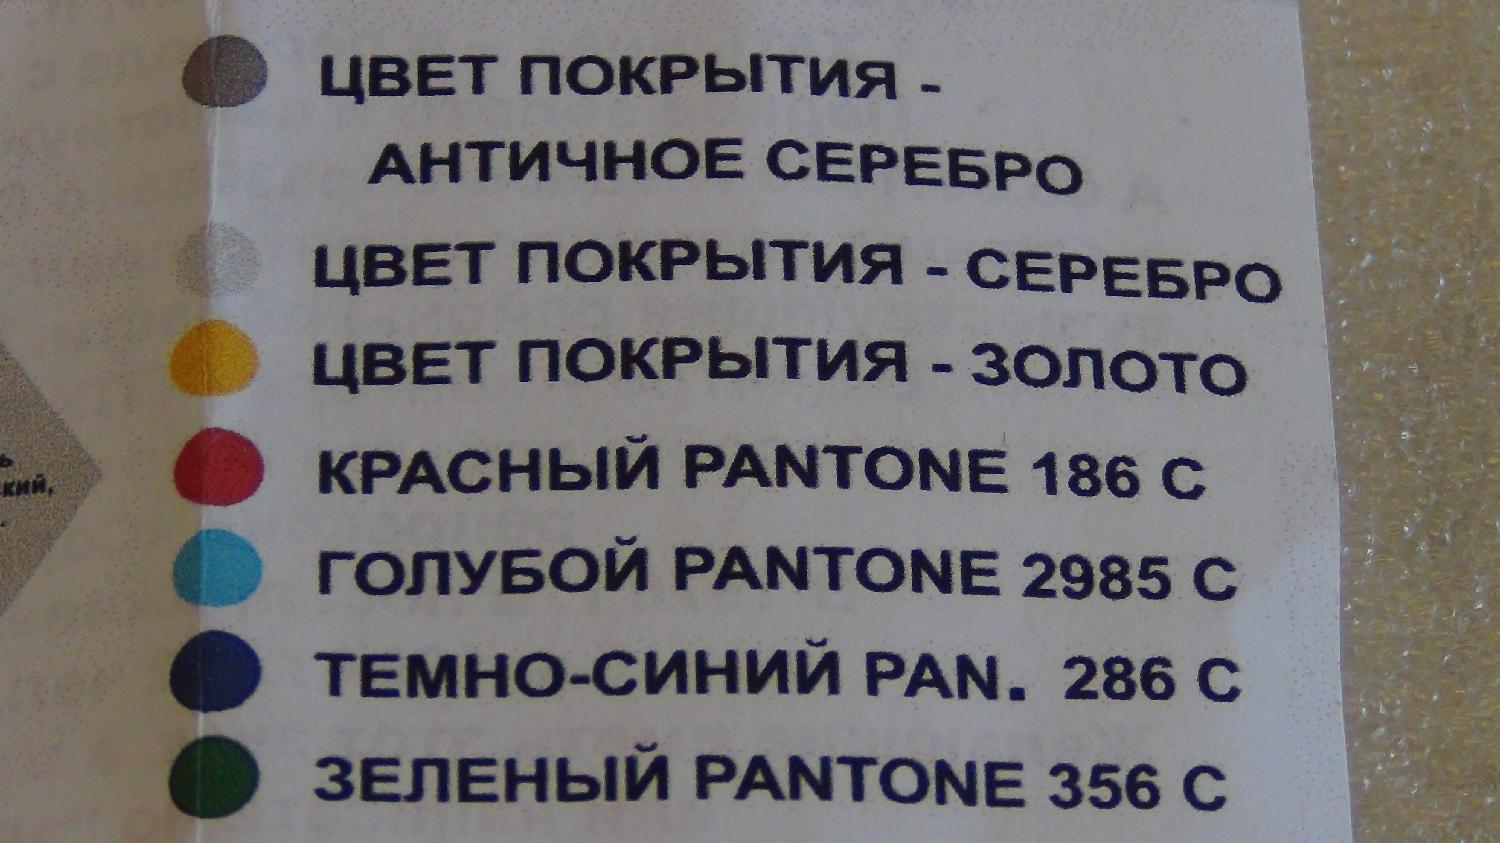 ЦВЕТ ПОКРЫТИЯ -
АНТИЧНОЕ СЕРЕБРО
ЦВЕТ ПОКРЫТИЯ - СЕРЕБРО
ЦВЕТ ПОКРЫТИЯ - ЗОЛОТО
КРАСНЫЙ PANTONE 186 C
ГОЛУБОЙ PANTONE 2985 C
ТЕМНО-СИНИЙ PAN. 286 C
ЗЕЛЕНЫЙ PANTONE 356 C